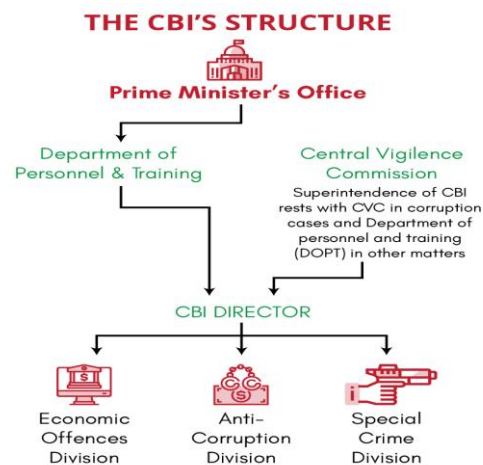 THE CBI'S STRUCTURE
Prime Minister's Office
Department of
Personnel & Training
Central Vigilence
Commission
Superintendence of CBI
rests with CVC in corruption
cases and Department of
personnel and training
(DOPT) in other matters
CBI DIRECTOR
Economic
Offences
Division
Anti-
Corruption
Division
Special
Crime
Division